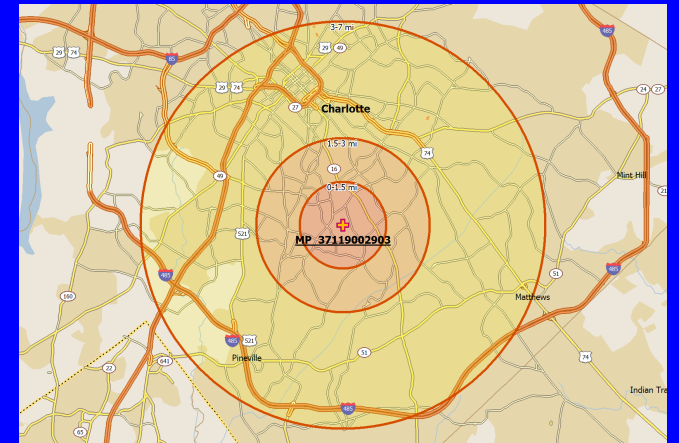 3-7 mi
485
29 49
29 74
85
29 74
24 27
27
Charlotte
1.5-3 mi
74
16
49
Mint Hill
0-1.5 mi
521
MP_37119002903
485
485
51
160
Matthews
485 521
51
Pineville
74
641
22
Indian Tra
485
65